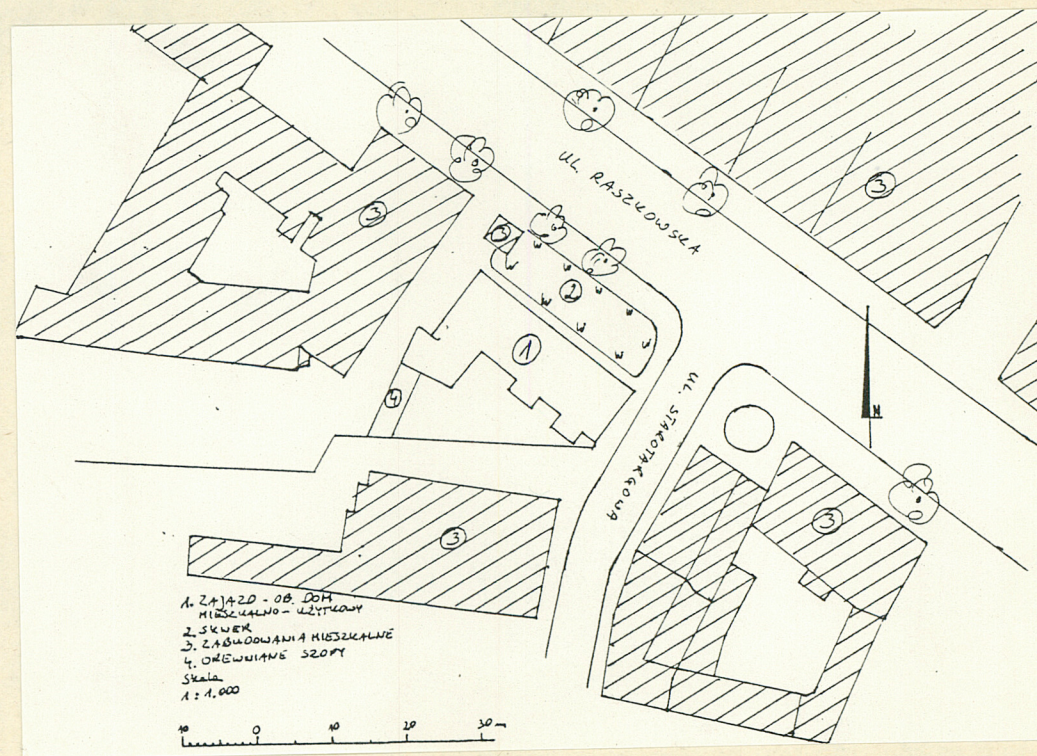 UL. RASZKOWSKA
3
3
3
2
1
4
N
UL. STAROTARGOWA
3
3
1. ZAJAZD - OB. DOM
MIESZKALNO - UŻYTKOWY
2. SKWER
3. ZABUDOWANIA MIESZKALNE
4. DREWNIANE SZOPY
Skala
1 : 1.000
10 0 10 20 30 m